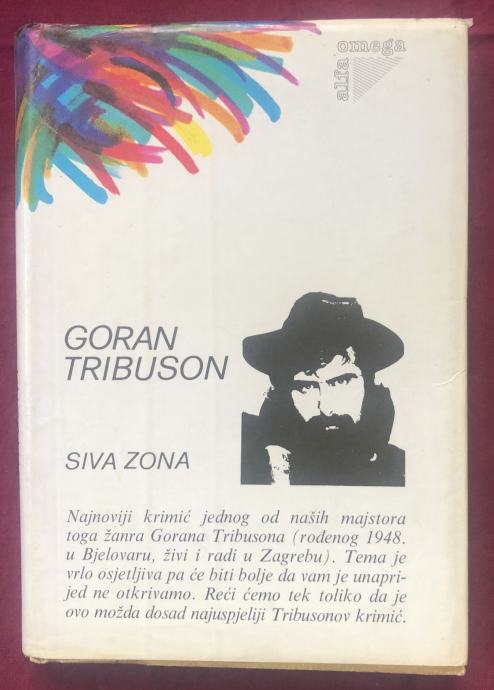 alfa omega
GORAN
TRIBUSON
SIVA ZONA
Najnoviji krimić jednog od naših majstora
toga žanra Gorana Tribusona (rođenog 1948.
u Bjelovaru, živi i radi u Zagrebu). Tema je
vrlo osjetljiva pa će biti bolje da vam je unapri-
jed ne otkrivamo. Reći ćemo tek toliko da je
ovo možda dosad najuspjeliji Tribusonov krimić.